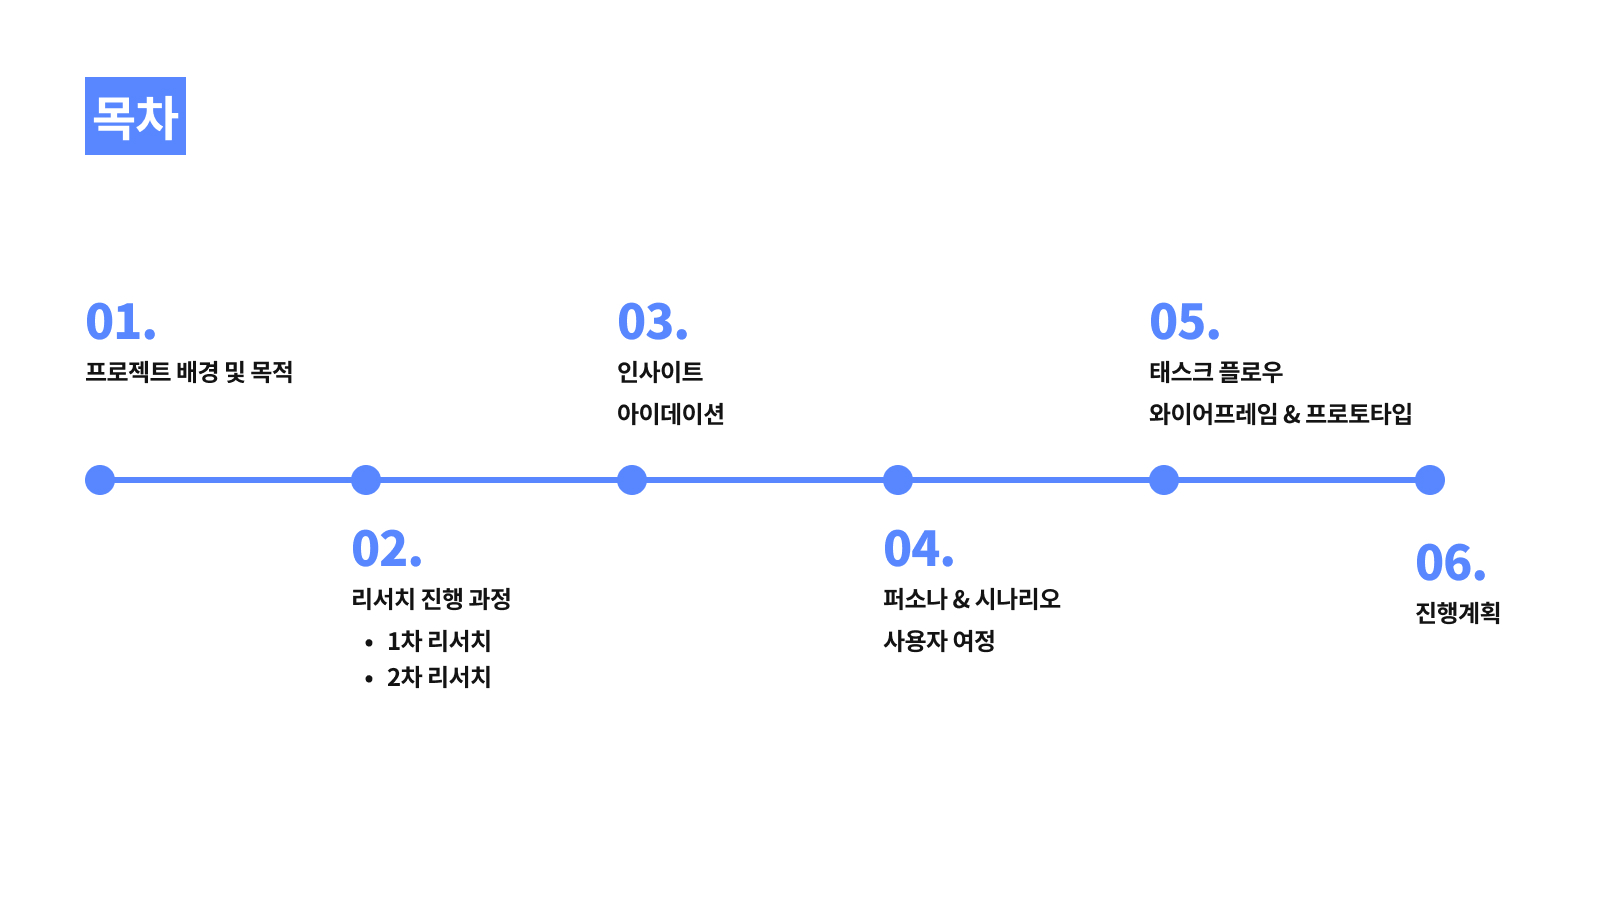 목차
01.
프로젝트 배경 및 목적
02.
리서치 진행 과정
• 1차 리서치
• 2차 리서치
03.
인사이트
아이데이션
04.
퍼소나 & 시나리오
사용자 여정
05.
태스크 플로우
와이어프레임 & 프로토타입
06.
진행계획